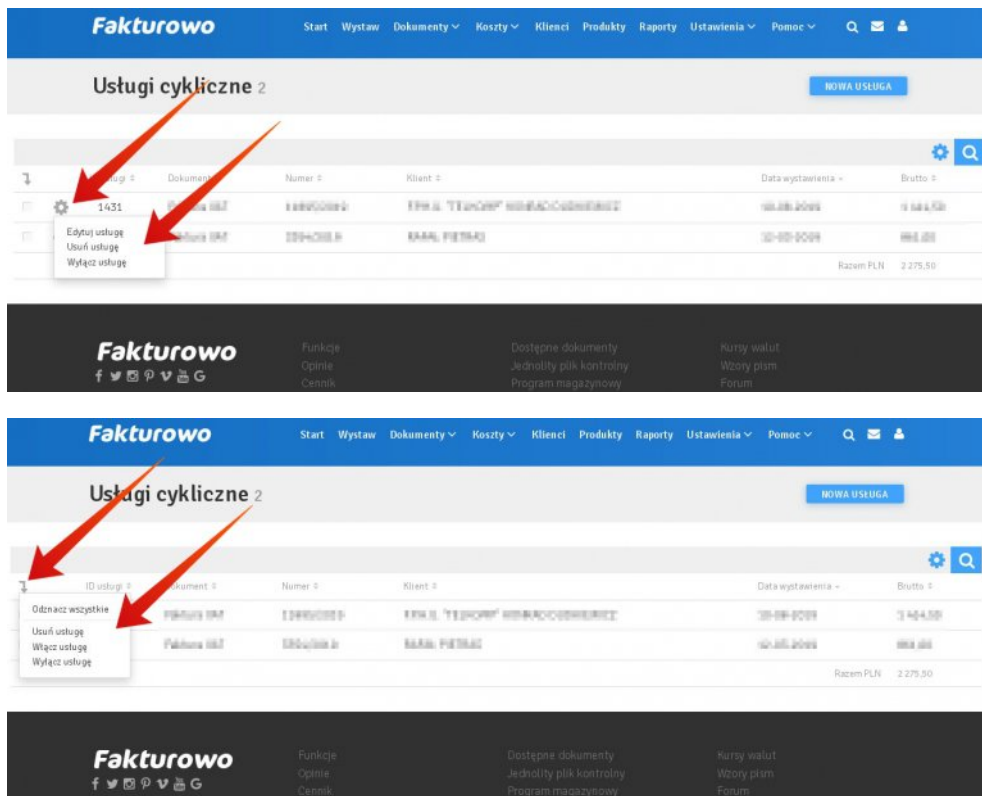 Fakturowo Start Wystaw Dokumenty Koszty Klienci Produkty Raporty Ustawienia Pomoc
Usługi cykliczne 2 NOWA USŁUGA
Dokument Numer Klient Data wystawienia Brutto
1431
Edytuj usługę
Usuń usługę
Wyłącz usługę
Razem PLN 2 275,50
Fakturowo Funkcje Dostępne dokumenty Kursy walut
Opinie Jednolity plik kontrolny Wzory pism
Cennik Program magazynowy Forum
Fakturowo Start Wystaw Dokumenty Koszty Klienci Produkty Raporty Ustawienia Pomoc
Usługi cykliczne 2 NOWA USŁUGA
ID usługi Dokument Numer Klient Data wystawienia Brutto
Odznacz wszystkie
Usuń usługę
Włącz usługę
Wyłącz usługę
Razem PLN 2 275,50
Fakturowo Funkcje Dostępne dokumenty Kursy walut
Opinie Jednolity plik kontrolny Wzory pism
Cennik Program magazynowy Forum